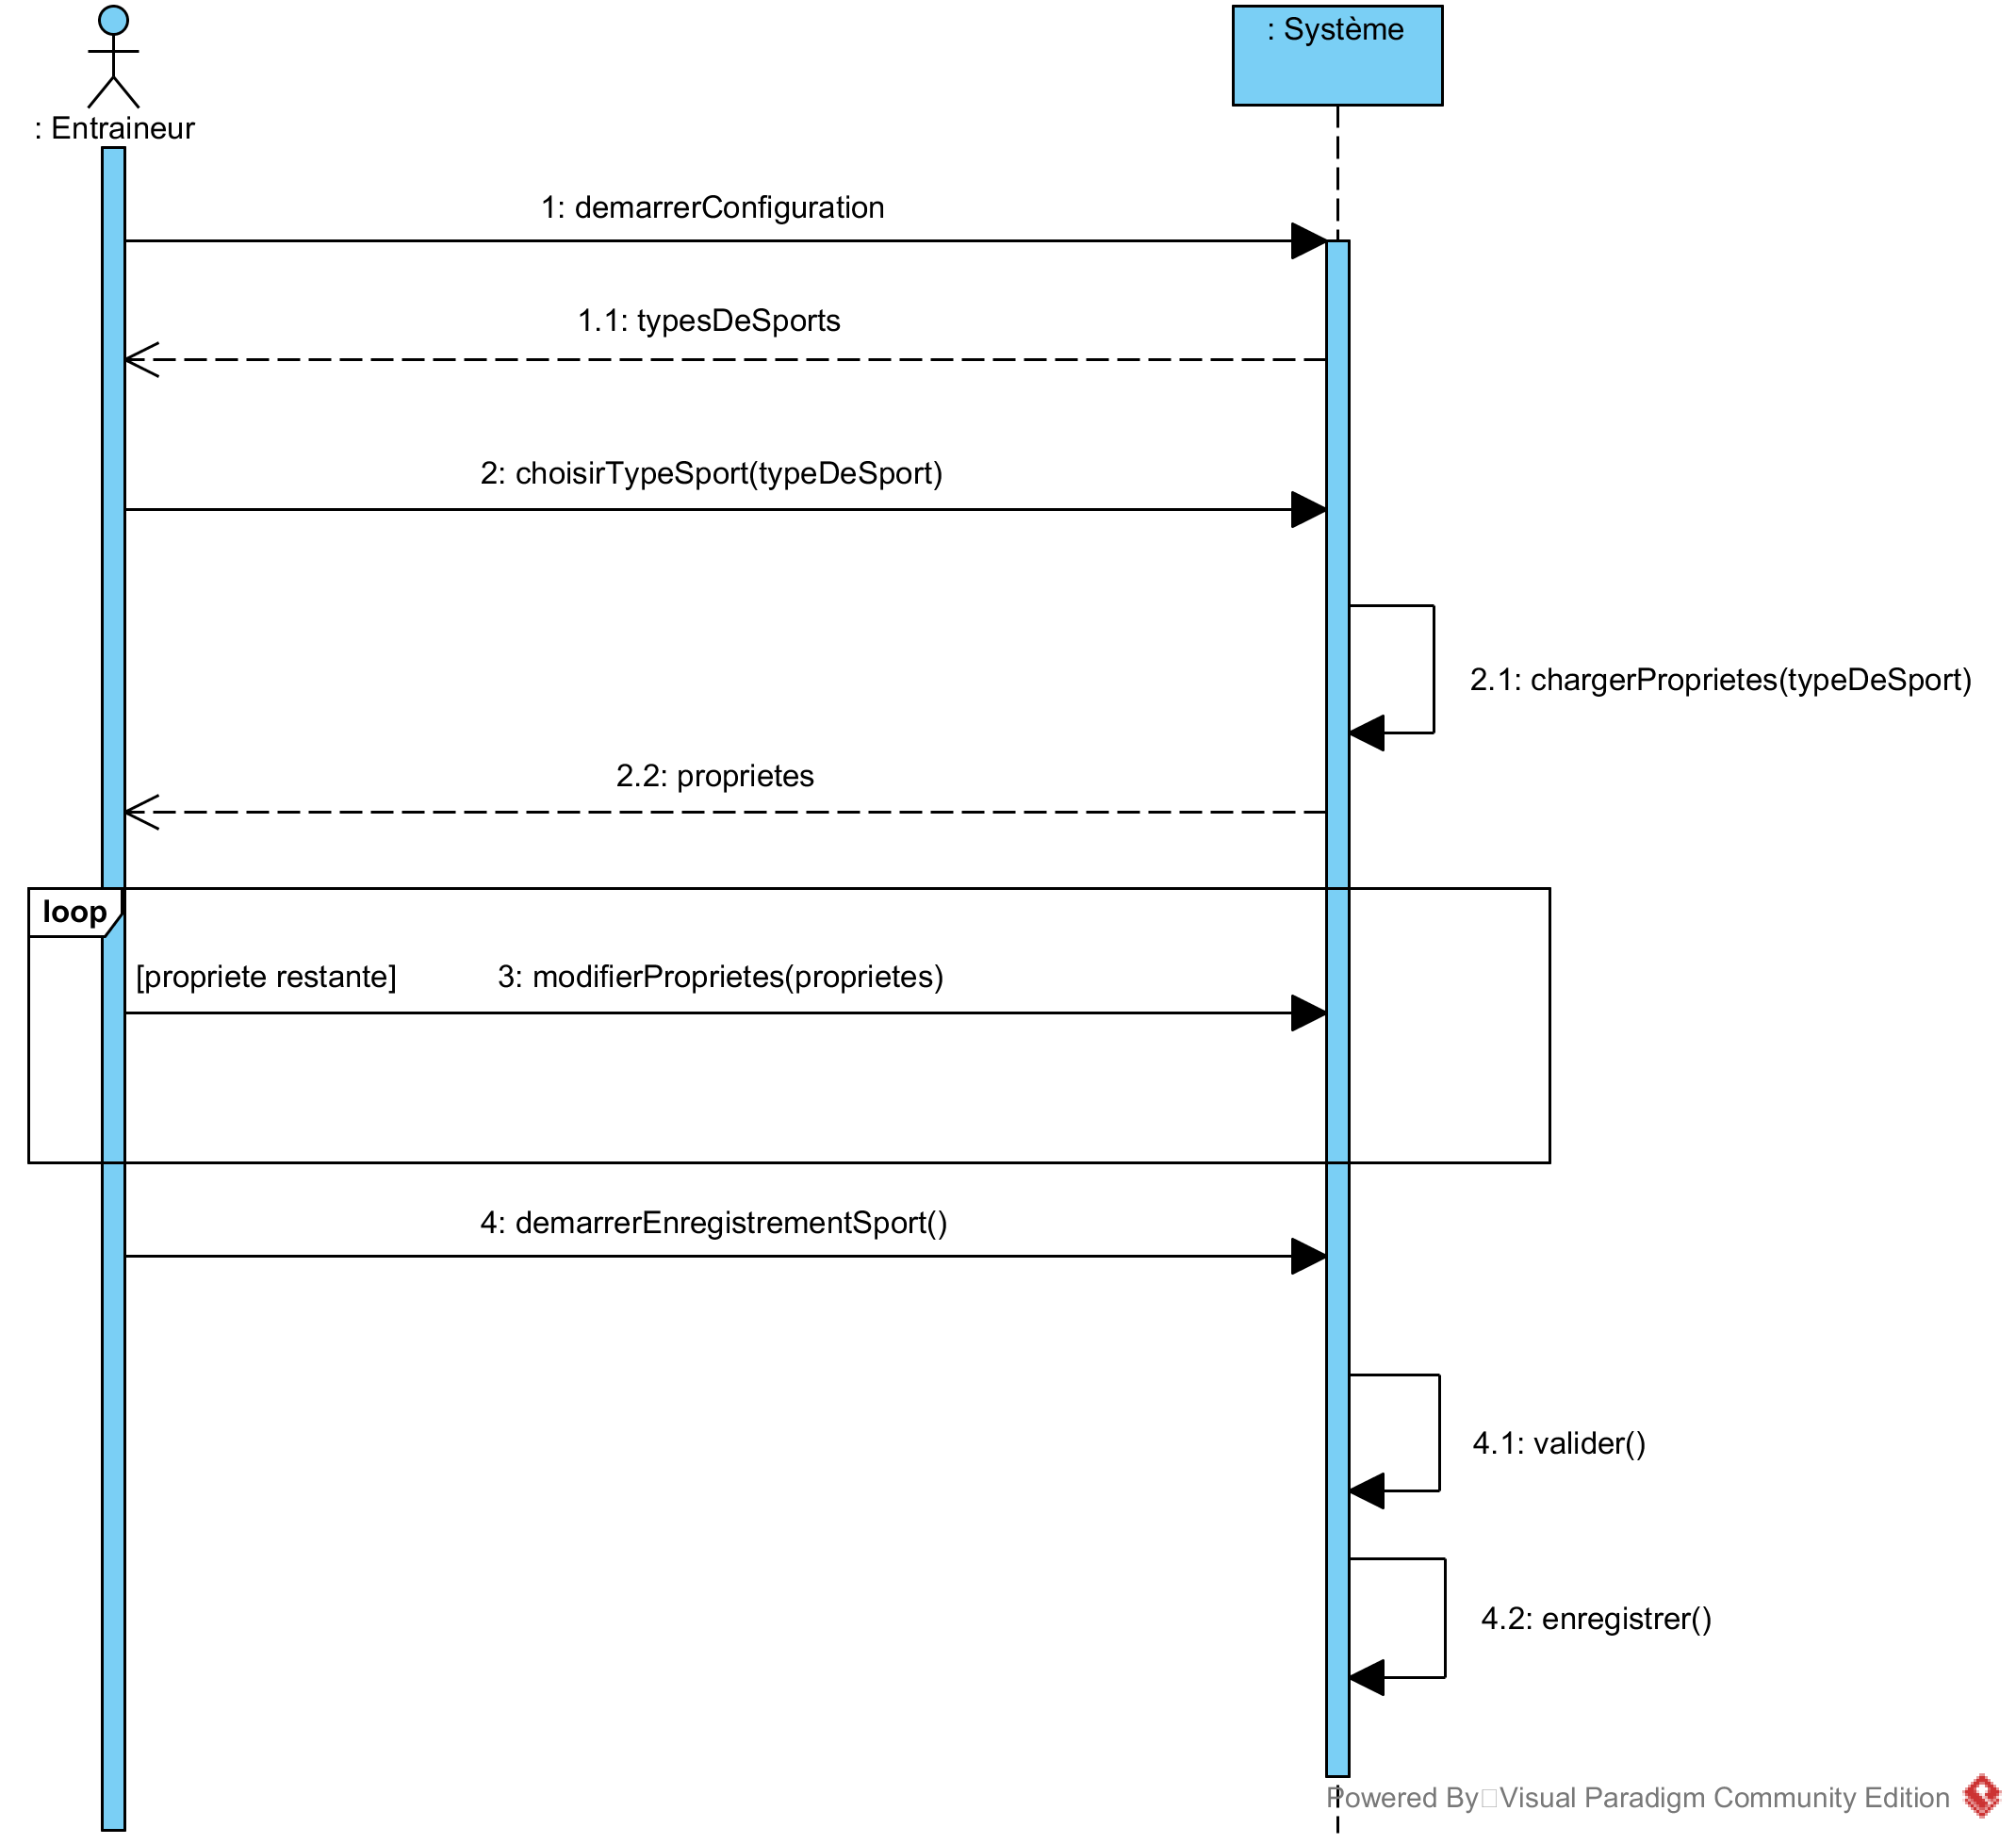 : Système
: Entraineur
1: demarrerConfiguration
1.1: typesDeSports
2: choisirTypeSport(typeDeSport)
2.1: chargerProprietes(typeDeSport)
2.2: proprietes
loop
[propriete restante]
3: modifierProprietes(proprietes)
4: demarrerEnregistrementSport()
4.1: valider()
4.2: enregistrer()
Powered By Visual Paradigm Community Edition